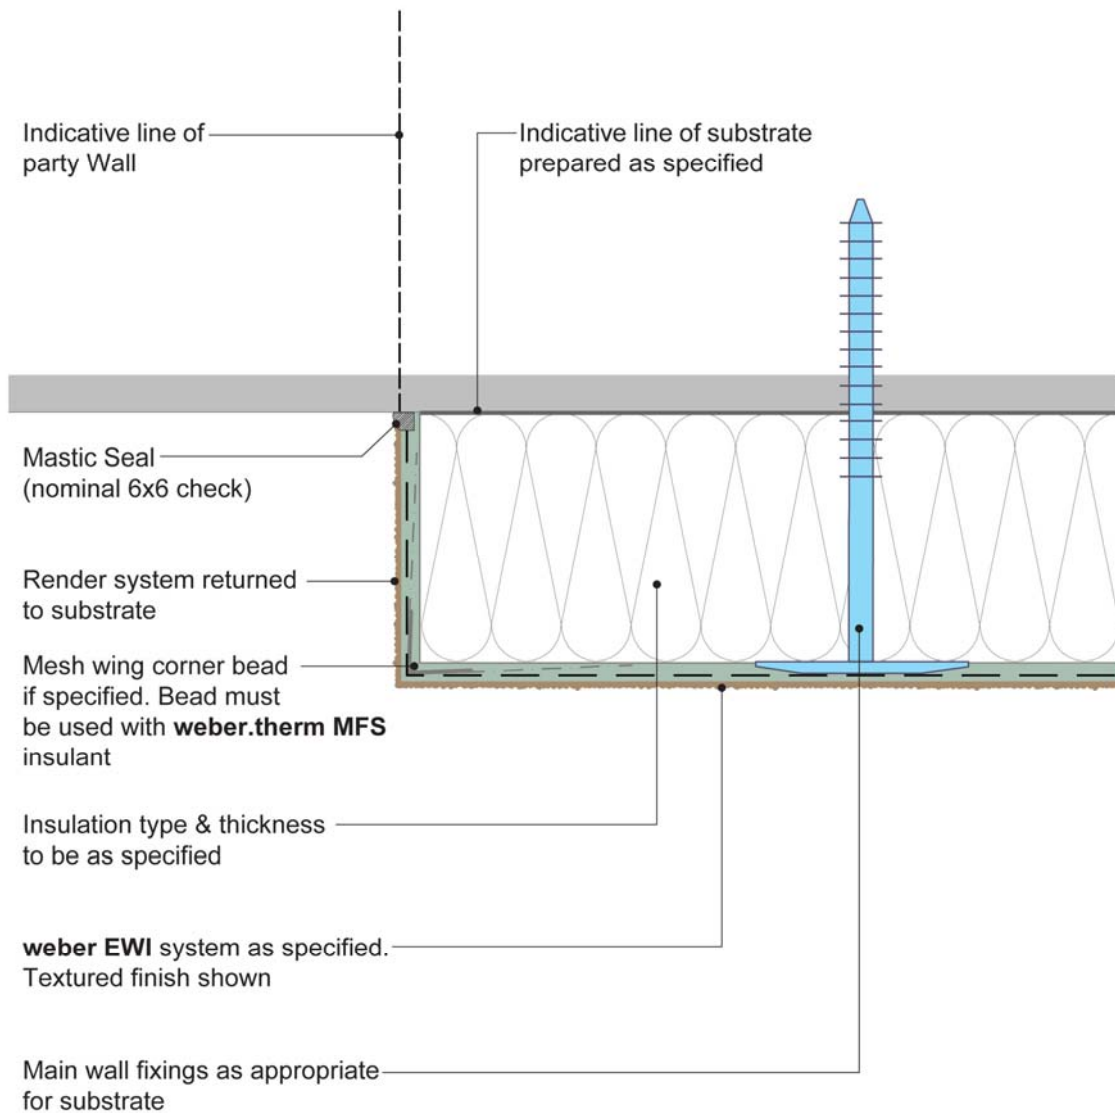 Indicative line of
party Wall
Indicative line of substrate
prepared as specified
Mastic Seal
(nominal 6x6 check)
Render system returned
to substrate
Mesh wing corner bead
if specified. Bead must
be used with weber.therm MFS
insulant
Insulation type & thickness
to be as specified
weber EWI system as specified.
Textured finish shown
Main wall fixings as appropriate
for substrate